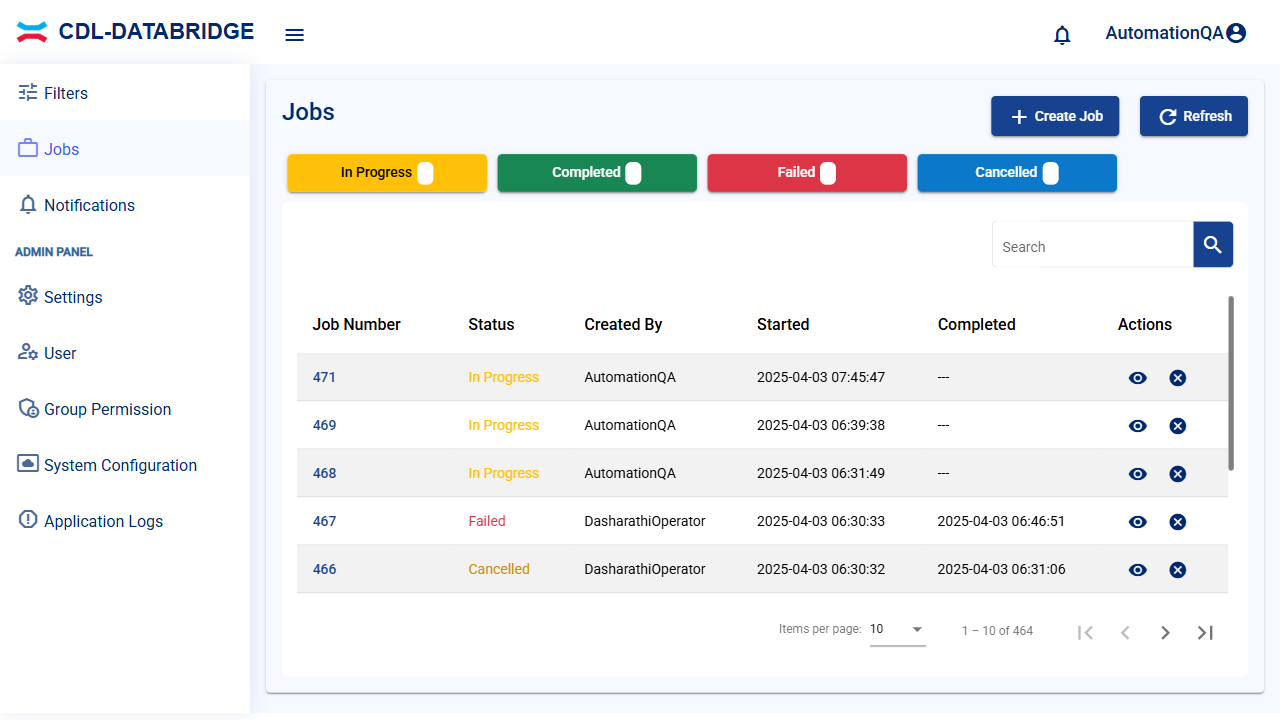 CDL-DATABRIDGE
AutomationQA
Filters
Jobs
Notifications
ADMIN PANEL
Settings
User
Group Permission
System Configuration
Application Logs
Jobs
Create Job
Refresh
In Progress
Completed
Failed
Cancelled
Search
Job Number Status Created By Started Completed Actions
471 In Progress AutomationQA 2025-04-03 07:45:47 ---
469 In Progress AutomationQA 2025-04-03 06:39:38 ---
468 In Progress AutomationQA 2025-04-03 06:31:49 ---
467 Failed DasharathiOperator 2025-04-03 06:30:33 2025-04-03 06:46:51
466 Cancelled DasharathiOperator 2025-04-03 06:30:32 2025-04-03 06:31:06
Items per page: 10 1 – 10 of 464